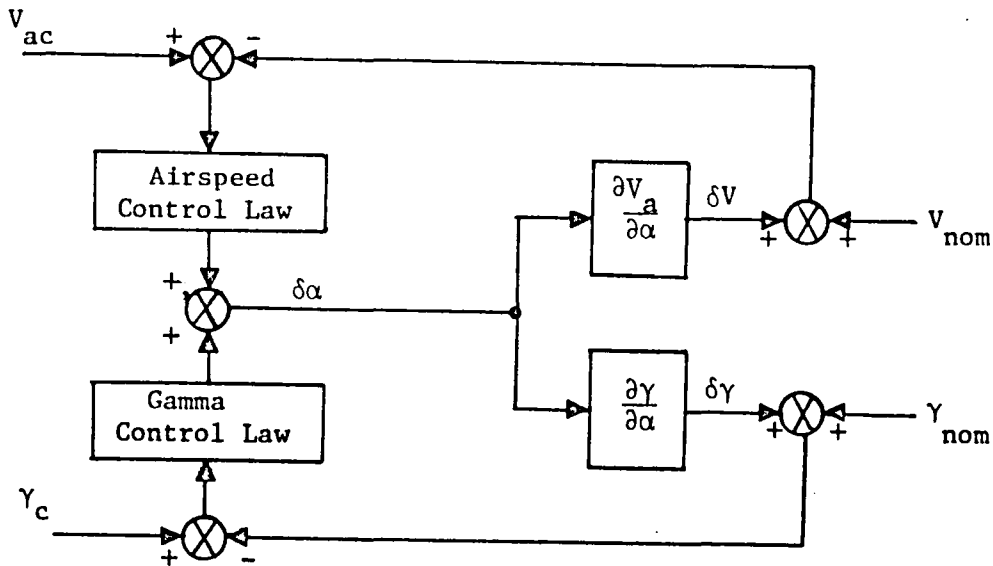 V_ac
+
-
Airspeed
Control Law
∂V_a
∂α
δV
+
+
V_nom
+
δα
+
Gamma
Control Law
∂γ
∂α
δγ
+
+
γ_nom
γ_c
+
-